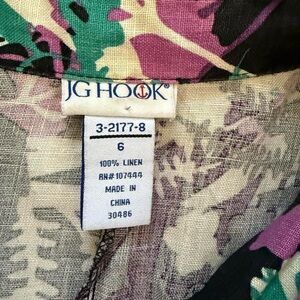 JG HOOK®
3-2177-8
6
100% LINEN
RN#107444
MADE IN
CHINA
30486